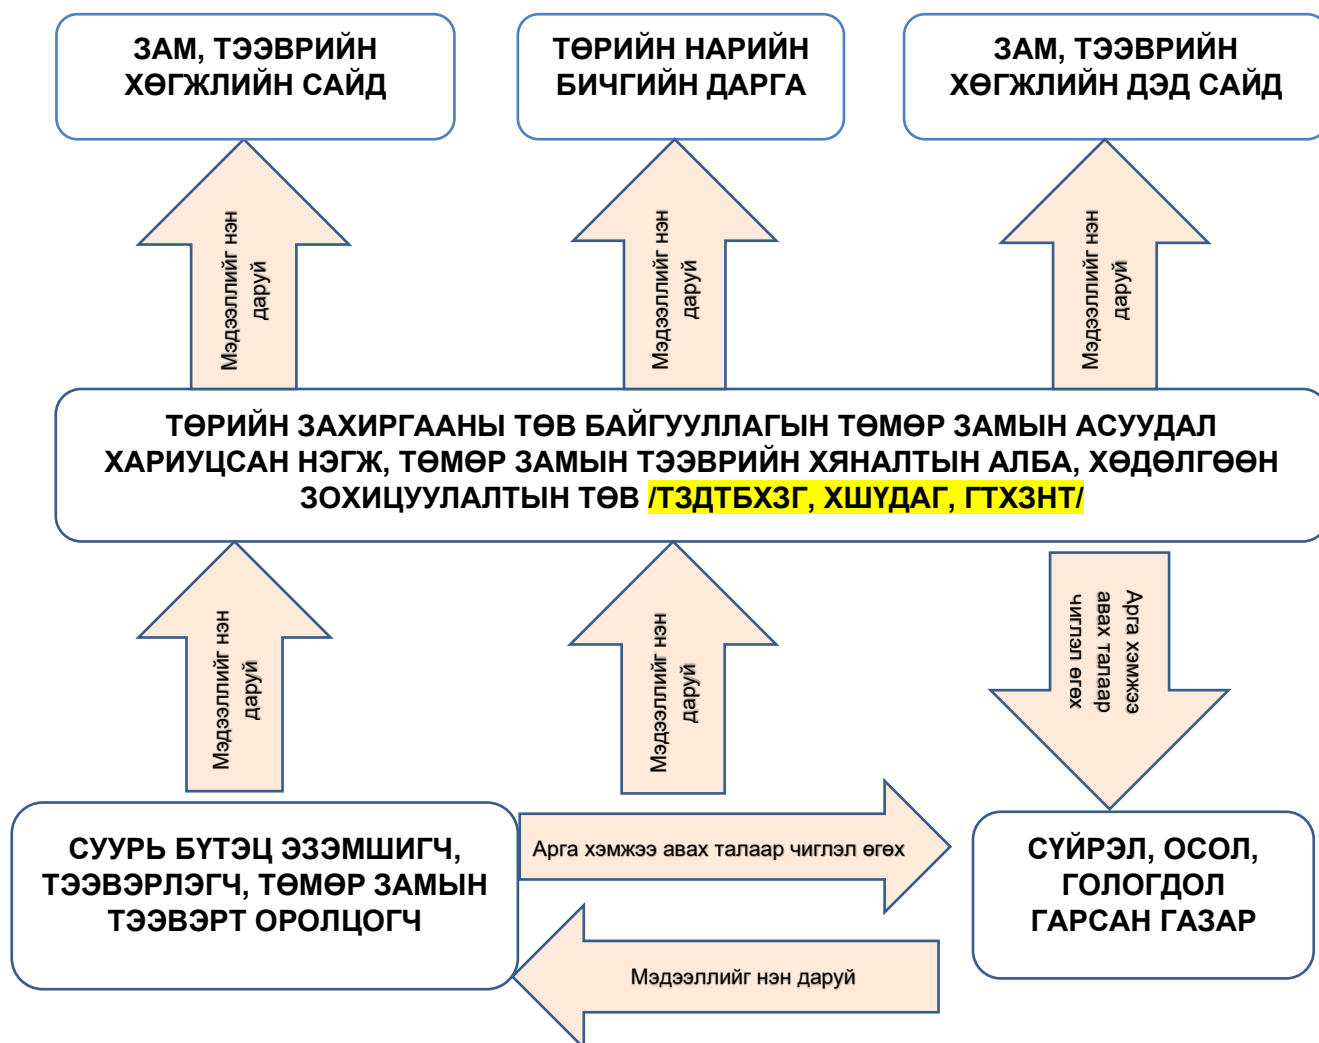 ЗАМ, ТЭЭВРИЙН
ХӨГЖЛИЙН САЙД
ТӨРИЙН НАРИЙН
БИЧГИЙН ДАРГА
ЗАМ, ТЭЭВРИЙН
ХӨГЖЛИЙН ДЭД САЙД
Мэдээллийг нэн
даруй
Мэдээллийг нэн
даруй
Мэдээллийг нэн
даруй
ТӨРИЙН ЗАХИРГААНЫ ТӨВ БАЙГУУЛЛАГЫН ТӨМӨР ЗАМЫН АСУУДАЛ
ХАРИУЦСАН НЭГЖ, ТӨМӨР ЗАМЫН ТЭЭВРИЙН ХЯНАЛТЫН АЛБА, ХӨДӨЛГӨӨН
ЗОХИЦУУЛАЛТЫН ТӨВ /ТЗДТБХЗГ, ХШҮДАГ, ГТХЗНТ/
Мэдээллийг нэн
даруй
Мэдээллийг нэн
даруй
Арга хэмжээ
авах талаар
чиглэл өгөх
СУУРЬ БҮТЭЦ ЭЗЭМШИГЧ,
ТЭЭВЭРЛЭГЧ, ТӨМӨР ЗАМЫН
ТЭЭВЭРТ ОРОЛЦОГЧ
Арга хэмжээ авах талаар чиглэл өгөх
СҮЙРЭЛ, ОСОЛ,
ГОЛОГДОЛ
ГАРСАН ГАЗАР
Мэдээллийг нэн даруй